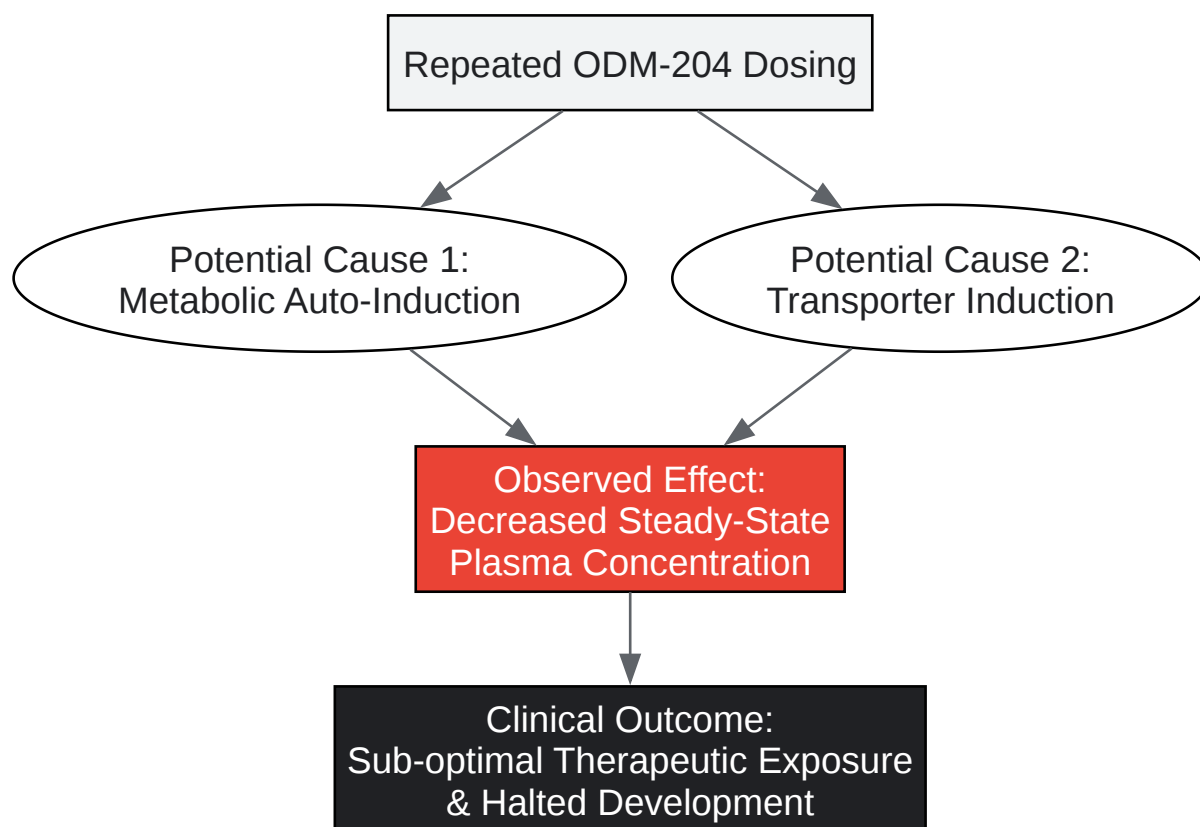 Repeated ODM-204 Dosing
Potential Cause 1:
Metabolic Auto-Induction
Potential Cause 2:
Transporter Induction
Observed Effect:
Decreased Steady-State
Plasma Concentration
Clinical Outcome:
Sub-optimal Therapeutic Exposure
& Halted Development